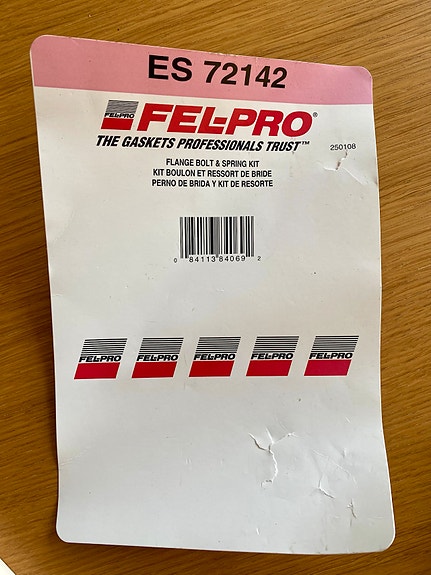 ES 72142
FEL-PRO
FEL-PRO®
THE GASKETS PROFESSIONALS TRUST™
250108
FLANGE BOLT & SPRING KIT
KIT BOULON ET RESSORT DE BRIDE
PERNO DE BRIDA Y KIT DE RESORTE
0 84113 84069 2
FEL-PRO FEL-PRO FEL-PRO FEL-PRO FEL-PRO